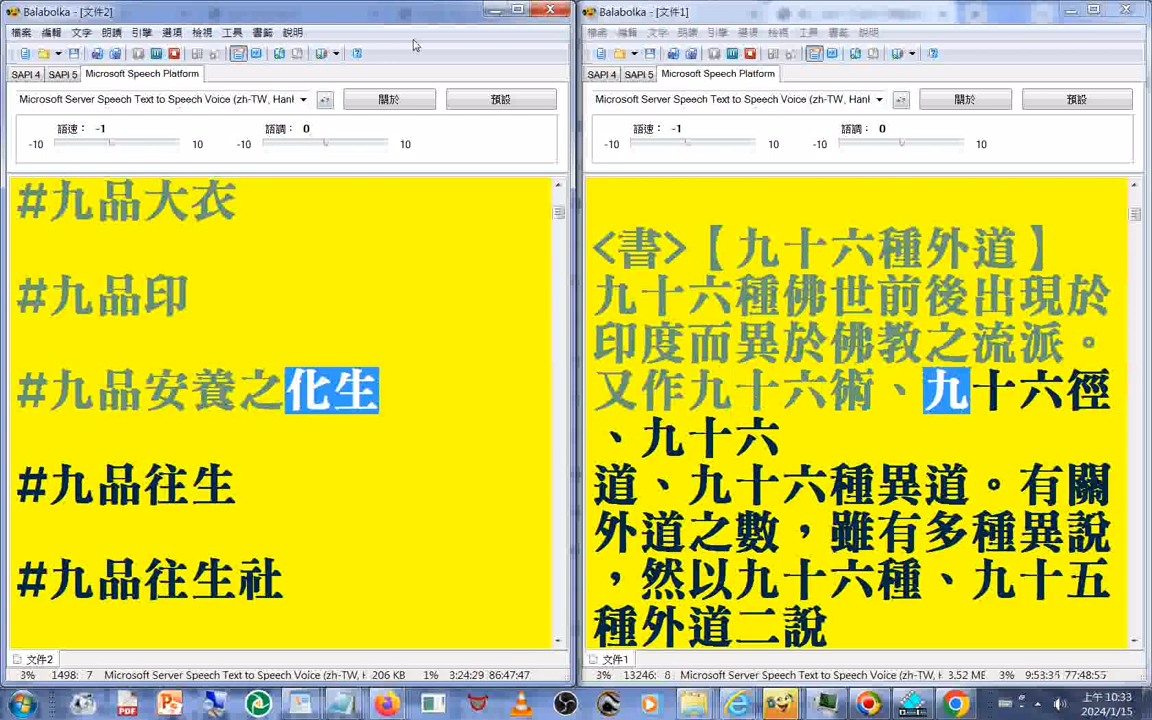 Balabolka - [文件2]
檔案 編輯 文字 朗讀 引擎 選項 檢視 工具 書籤 說明
SAPI 4 SAPI 5 Microsoft Speech Platform
Microsoft Server Speech Text to Speech Voice (zh-TW, Han
關於
預設
語速： -1
語調： 0
-10 10 -10 10
#九品大衣
#九品印
#九品安養之化生
#九品往生
#九品往生社
文件2
3% 1498: 7 Microsoft Server Speech Text to Speech Voice (zh-TW, 206 KB 1% 3:24:29 86:47:47
Balabolka - [文件1]
檔案 編輯 文字 朗讀 引擎 選項 檢視 工具 書籤 說明
SAPI 4 SAPI 5 Microsoft Speech Platform
Microsoft Server Speech Text to Speech Voice (zh-TW, Han
關於
預設
語速： -1
語調： 0
-10 10 -10 10
<書>【九十六種外道】
九十六種佛世前後出現於
印度而異於佛教之流派。
又作九十六術、九十六徑
、九十六
道、九十六種異道。有關
外道之數，雖有多種異說
，然以九十六種、九十五
種外道二說
文件1
3% 13246: 8 Microsoft Server Speech Text to Speech Voice (zh-TW, 3.52 MB 3% 9:53:35 77:48:55
上午 10:33
2024/1/15